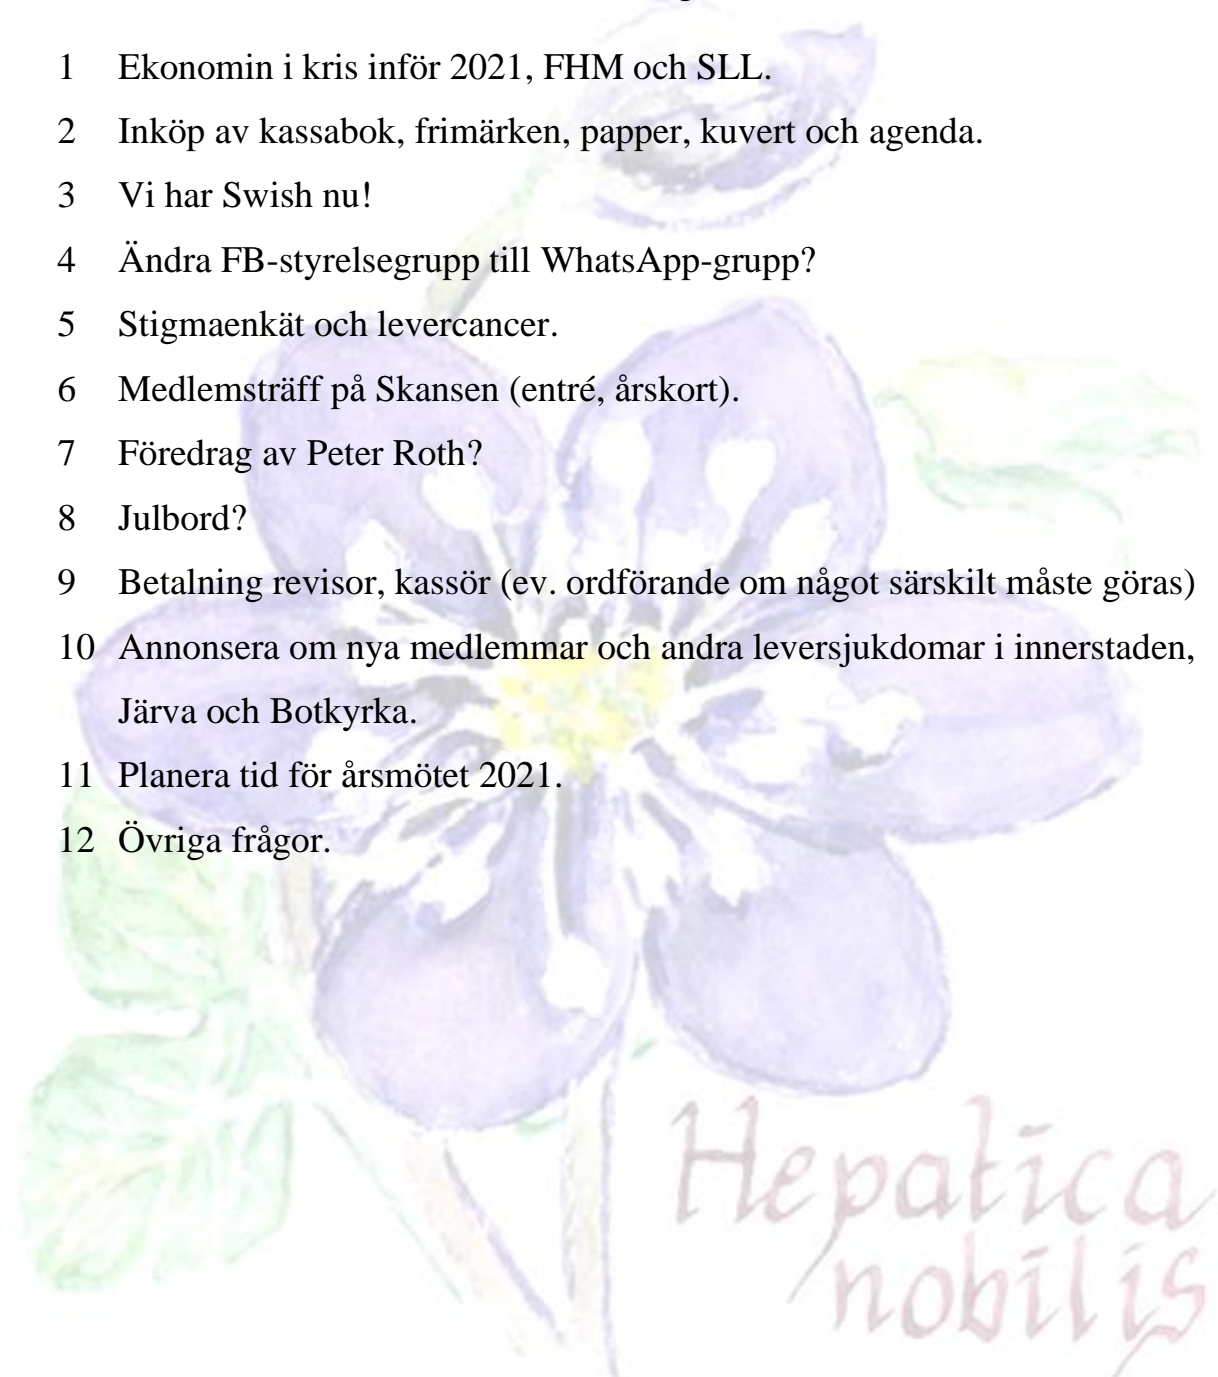 1 Ekonomin i kris inför 2021, FHM och SLL.
2 Inköp av kassabok, frimärken, papper, kuvert och agenda.
3 Vi har Swish nu!
4 Ändra FB-styrelsegrupp till WhatsApp-grupp?
5 Stigmaenkät och levercancer.
6 Medlemsträff på Skansen (entré, årskort).
7 Föredrag av Peter Roth?
8 Julbord?
9 Betalning revisor, kassör (ev. ordförande om något särskilt måste göras)
10 Annonsera om nya medlemmar och andra leversjukdomar i innerstaden,
Järva och Botkyrka.
11 Planera tid för årsmötet 2021.
12 Övriga frågor.
Hepatica
nobilis